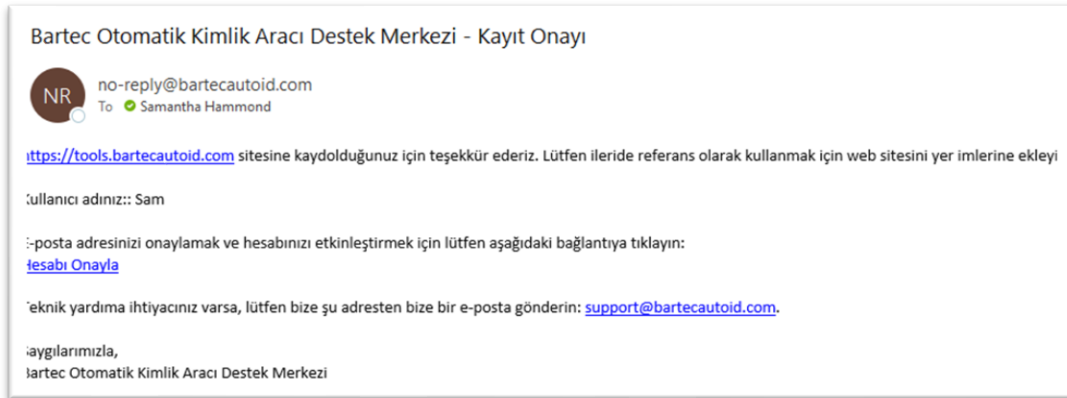 Bartec Otomatik Kimlik Aracı Destek Merkezi - Kayıt Onayı
NR
no-reply@bartecautoid.com
To Samantha Hammond
ttps://tools.bartecautoid.com sitesine kaydolduğunuz için teşekkür ederiz. Lütfen ileride referans olarak kullanmak için web sitesini yer imlerine ekleyi
ullanıcı adınız:: Sam
-posta adresinizi onaylamak ve hesabınızı etkinleştirmek için lütfen aşağıdaki bağlantıya tıklayın:
Hesabı Onayla
eknik yardıma ihtiyacınız varsa, lütfen bize şu adresten bize bir e-posta gönderin: support@bartecautoid.com.
aygılarımızla,
Bartec Otomatik Kimlik Aracı Destek Merkezi